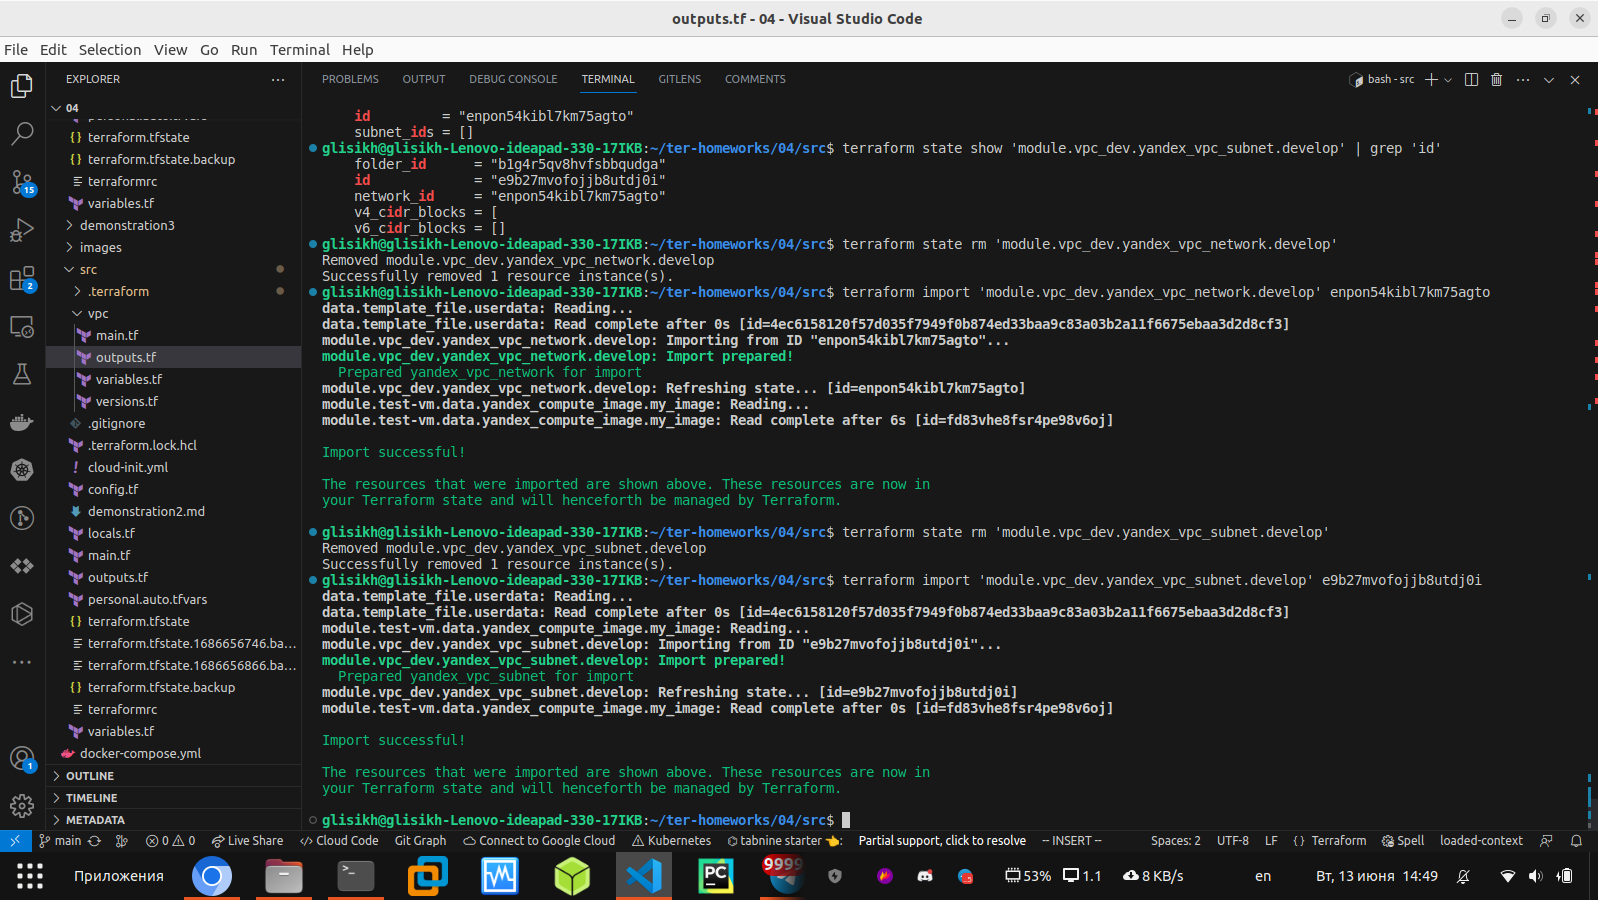 outputs.tf - 04 - Visual Studio Code
File Edit Selection View Go Run Terminal Help
EXPLORER
04
terraform.tfstate
terraform.tfstate.backup
terraformrc
variables.tf
demonstration3
images
src
.terraform
vpc
main.tf
outputs.tf
variables.tf
versions.tf
.gitignore
.terraform.lock.hcl
cloud-init.yml
config.tf
demonstration2.md
locals.tf
main.tf
outputs.tf
personal.auto.tfvars
terraform.tfstate
terraform.tfstate.1686656746.ba...
terraform.tfstate.1686656866.ba...
terraform.tfstate.backup
terraformrc
variables.tf
docker-compose.yml
OUTLINE
TIMELINE
METADATA
15
2
1
PROBLEMS OUTPUT DEBUG CONSOLE TERMINAL GITLENS COMMENTS
bash - src
id         = "enpon54kibl7km75agto"
subnet_ids = []
glisikh@glisikh-Lenovo-ideapad-330-17IKB:~/ter-homeworks/04/src$ terraform state show 'module.vpc_dev.yandex_vpc_subnet.develop' | grep 'id'
folder_id      = "b1g4r5qv8hvfsbbqudga"
id             = "e9b27mvofojjb8utdj0i"
network_id     = "enpon54kibl7km75agto"
v4_cidr_blocks = [
v6_cidr_blocks = []
glisikh@glisikh-Lenovo-ideapad-330-17IKB:~/ter-homeworks/04/src$ terraform state rm 'module.vpc_dev.yandex_vpc_network.develop'
Removed module.vpc_dev.yandex_vpc_network.develop
Successfully removed 1 resource instance(s).
glisikh@glisikh-Lenovo-ideapad-330-17IKB:~/ter-homeworks/04/src$ terraform import 'module.vpc_dev.yandex_vpc_network.develop' enpon54kibl7km75agto
data.template_file.userdata: Reading...
data.template_file.userdata: Read complete after 0s [id=4ec6158120f57d035f7949f0b874ed33baa9c83a03b2a11f6675ebaa3d2d8cf3]
module.vpc_dev.yandex_vpc_network.develop: Importing from ID "enpon54kibl7km75agto"...
module.vpc_dev.yandex_vpc_network.develop: Import prepared!
Prepared yandex_vpc_network for import
module.vpc_dev.yandex_vpc_network.develop: Refreshing state... [id=enpon54kibl7km75agto]
module.test-vm.data.yandex_compute_image.my_image: Reading...
module.test-vm.data.yandex_compute_image.my_image: Read complete after 6s [id=fd83vhe8fsr4pe98v6oj]
Import successful!
The resources that were imported are shown above. These resources are now in
your Terraform state and will henceforth be managed by Terraform.
glisikh@glisikh-Lenovo-ideapad-330-17IKB:~/ter-homeworks/04/src$ terraform state rm 'module.vpc_dev.yandex_vpc_subnet.develop'
Removed module.vpc_dev.yandex_vpc_subnet.develop
Successfully removed 1 resource instance(s).
glisikh@glisikh-Lenovo-ideapad-330-17IKB:~/ter-homeworks/04/src$ terraform import 'module.vpc_dev.yandex_vpc_subnet.develop' e9b27mvofojjb8utdj0i
data.template_file.userdata: Reading...
data.template_file.userdata: Read complete after 0s [id=4ec6158120f57d035f7949f0b874ed33baa9c83a03b2a11f6675ebaa3d2d8cf3]
module.test-vm.data.yandex_compute_image.my_image: Reading...
module.vpc_dev.yandex_vpc_subnet.develop: Importing from ID "e9b27mvofojjb8utdj0i"...
module.vpc_dev.yandex_vpc_subnet.develop: Import prepared!
Prepared yandex_vpc_subnet for import
module.vpc_dev.yandex_vpc_subnet.develop: Refreshing state... [id=e9b27mvofojjb8utdj0i]
module.test-vm.data.yandex_compute_image.my_image: Read complete after 0s [id=fd83vhe8fsr4pe98v6oj]
Import successful!
The resources that were imported are shown above. These resources are now in
your Terraform state and will henceforth be managed by Terraform.
glisikh@glisikh-Lenovo-ideapad-330-17IKB:~/ter-homeworks/04/src$
main 0 0 Live Share Cloud Code Git Graph Connect to Google Cloud Kubernetes tabnine starter Partial support, click to resolve -- INSERT -- Spaces: 2 UTF-8 LF {} Terraform Spell loaded-context
Приложения PC 9999 53% 1.1 8 KB/s en Вт, 13 июня 14:49